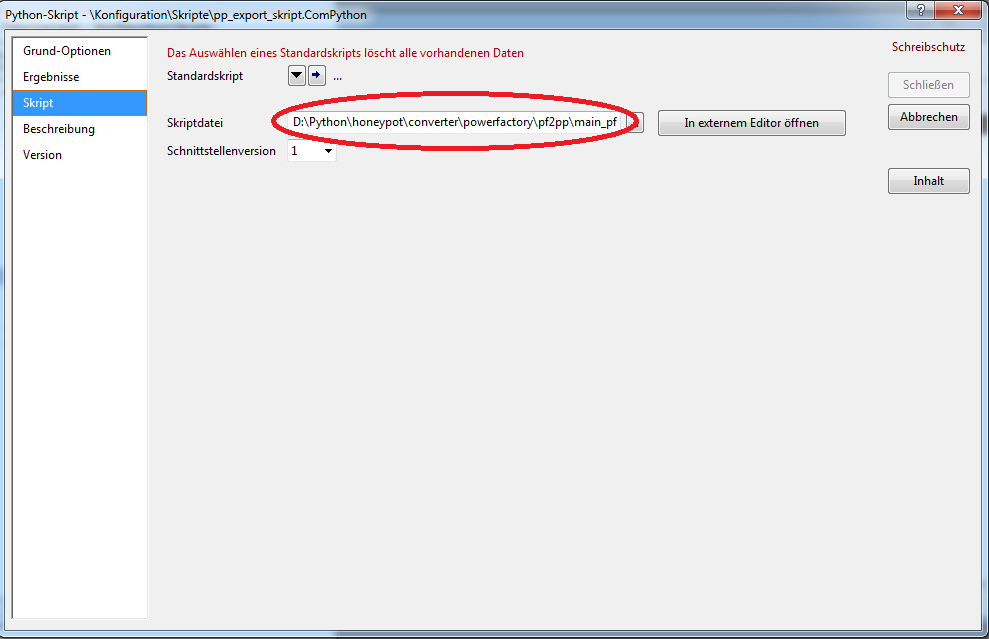 Python-Skript - \Konfiguration\Skripte\pp_export_skript.ComPython
?
Grund-Optionen
Ergebnisse
Skript
Beschreibung
Version
Das Auswählen eines Standardskripts löscht alle vorhandenen Daten
Standardskript ...
Skriptdatei D:\Python\honeypot\converter\powerfactory\pf2pp\main_pf
In externem Editor öffnen
Schnittstellenversion 1
Schreibschutz
Schließen
Abbrechen
Inhalt